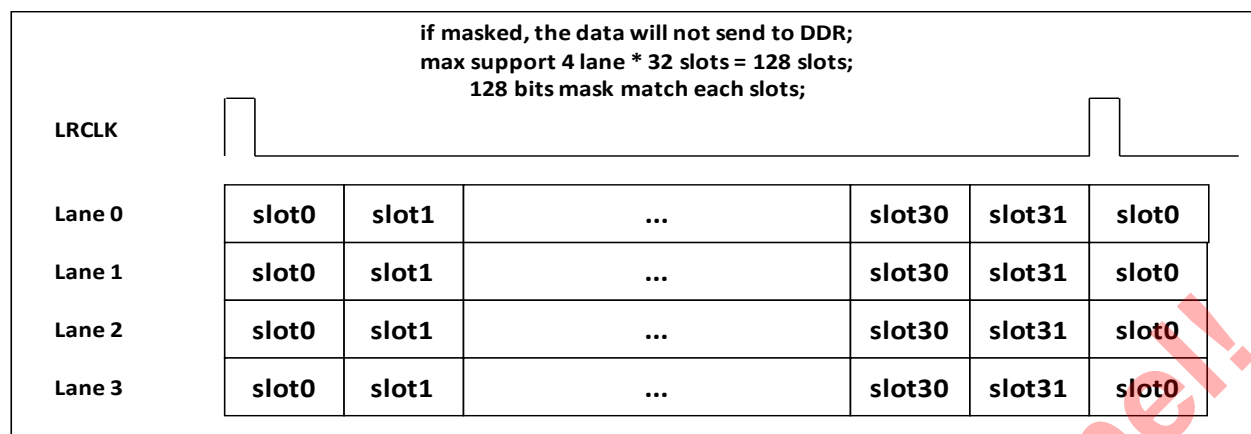 if masked, the data will not send to DDR;
max support 4 lane * 32 slots = 128 slots;
128 bits mask match each slots;
LRCLK
Lane 0 slot0 slot1 ... slot30 slot31 slot0
Lane 1 slot0 slot1 ... slot30 slot31 slot0
Lane 2 slot0 slot1 ... slot30 slot31 slot0
Lane 3 slot0 slot1 ... slot30 slot31 slot0